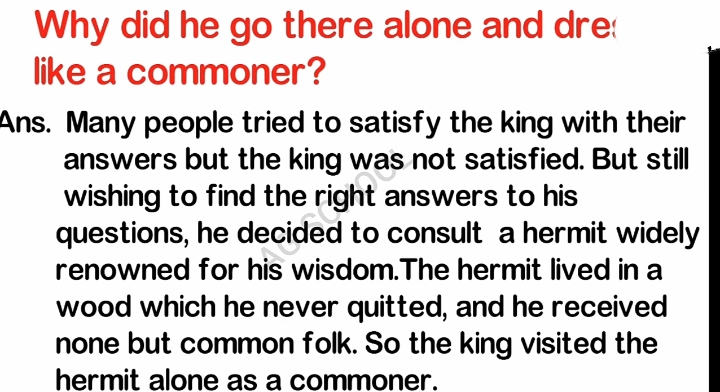 Why did he go there alone and dres
like a commoner?
Ans. Many people tried to satisfy the king with their
answers but the king was not satisfied. But still
wishing to find the right answers to his
questions, he decided to consult a hermit widely
renowned for his wisdom.The hermit lived in a
wood which he never quitted, and he received
none but common folk. So the king visited the
hermit alone as a commoner.
AG SCHOOL